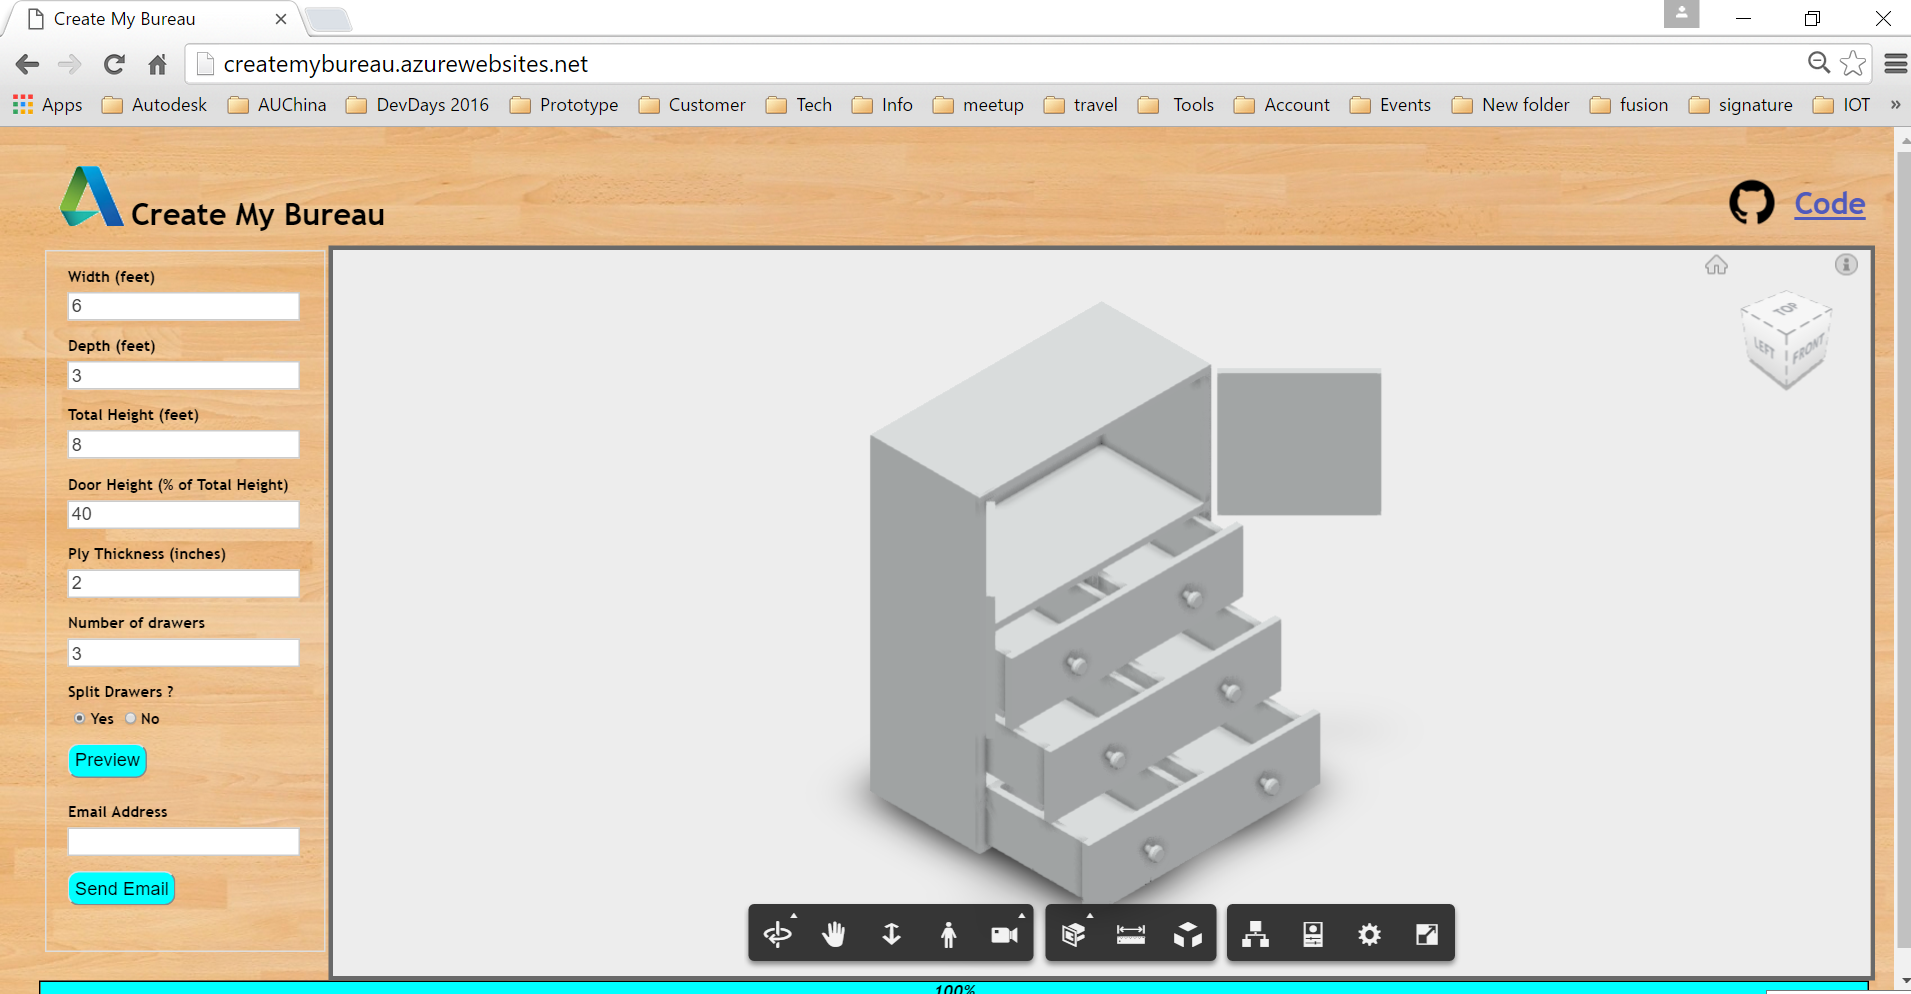 Create My Bureau
createmybureau.azurewebsites.net
Apps Autodesk AUChina DevDays 2016 Prototype Customer Tech Info meetup travel Tools Account Events New folder fusion signature IOT »
Create My Bureau
Code
Width (feet)
6
Depth (feet)
3
Total Height (feet)
8
Door Height (% of Total Height)
40
Ply Thickness (inches)
2
Number of drawers
3
Split Drawers ?
Yes No
Preview
Email Address
Send Email
TOP
LEFT FRONT
100%